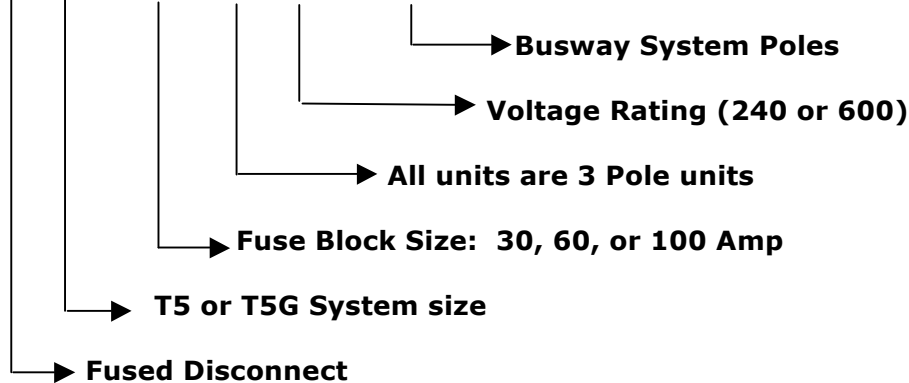 Busway System Poles
Voltage Rating (240 or 600)
All units are 3 Pole units
Fuse Block Size: 30, 60, or 100 Amp
T5 or T5G System size
Fused Disconnect